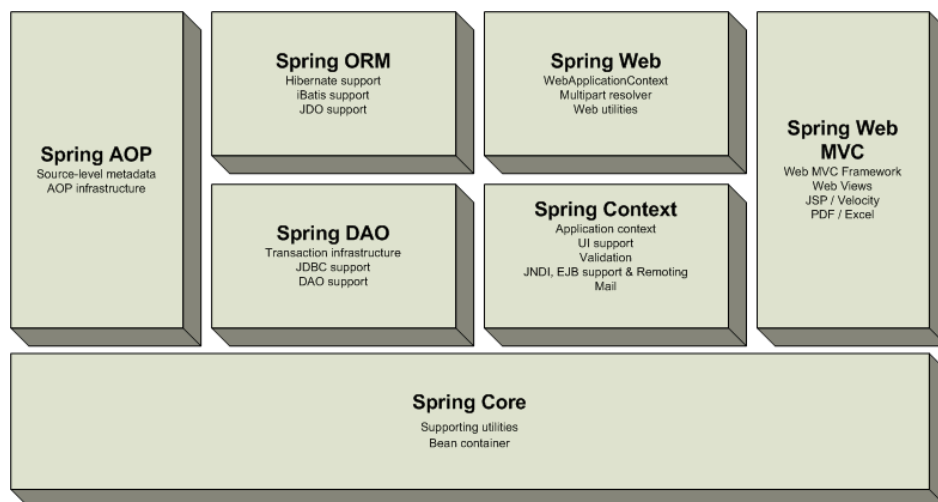 Spring AOP
Source-level metadata
AOP infrastructure
Spring ORM
Hibernate support
iBatis support
JDO support
Spring DAO
Transaction infrastructure
JDBC support
DAO support
Spring Web
WebApplicationContext
Multipart resolver
Web utilities
Spring Context
Application context
UI support
Validation
JNDI, EJB support & Remoting
Mail
Spring Web
MVC
Web MVC Framework
Web Views
JSP / Velocity
PDF / Excel
Spring Core
Supporting utilities
Bean container